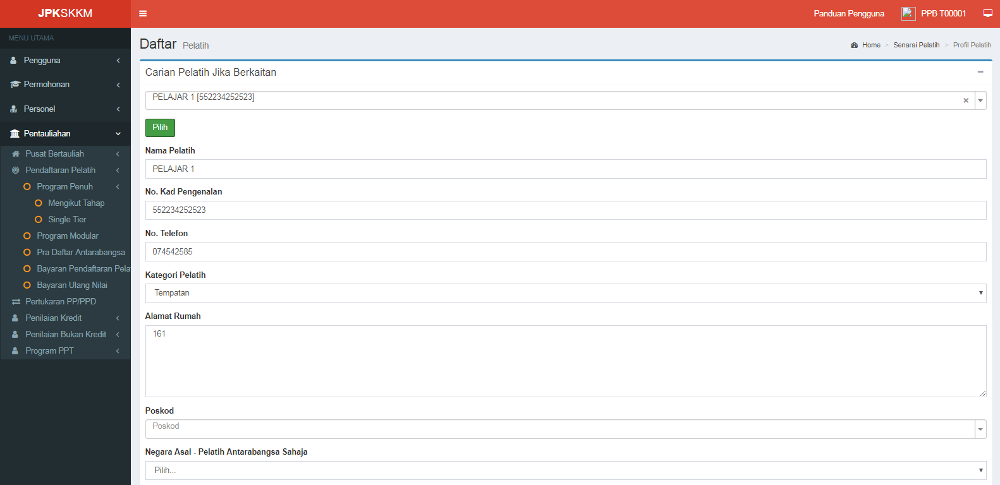 JPKSKKM
Panduan Pengguna
PPB T00001
MENU UTAMA
Pengguna
Permohonan
Personel
Pentauliahan
Pusat Bertauliah
Pendaftaran Pelatih
Program Penuh
Mengikut Tahap
Single Tier
Program Modular
Pra Daftar Antarabangsa
Bayaran Pendaftaran Pela
Bayaran Ulang Nilai
Pertukaran PP/PPD
Penilaian Kredit
Penilaian Bukan Kredit
Program PPT
Daftar Pelatih
Home > Senarai Pelatih > Profil Pelatih
Carian Pelatih Jika Berkaitan
PELAJAR 1 [552234252523]
Pilih
Nama Pelatih
PELAJAR 1
No. Kad Pengenalan
552234252523
No. Telefon
074542585
Kategori Pelatih
Tempatan
Alamat Rumah
161
Poskod
Poskod
Negara Asal - Pelatih Antarabangsa Sahaja
Pilih...